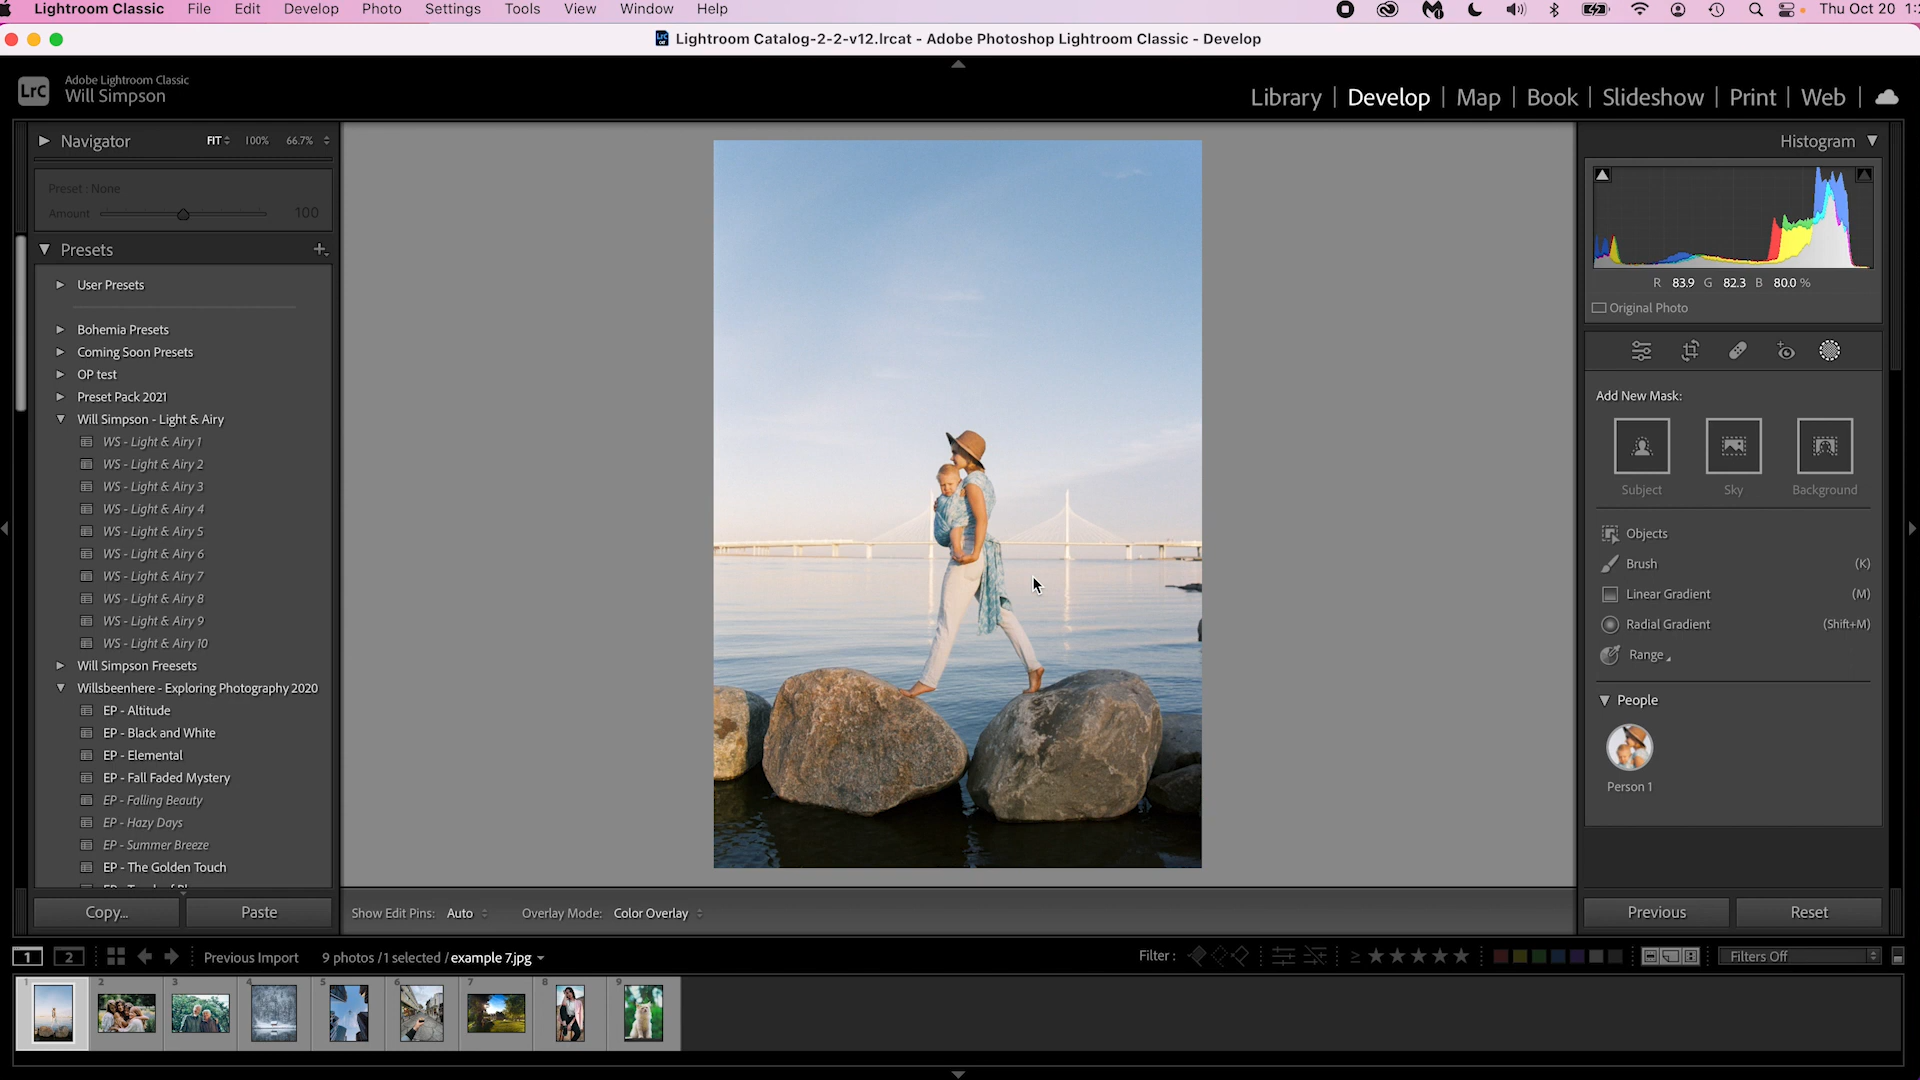 Lightroom Classic File Edit Develop Photo Settings Tools View Window Help Thu Oct 20
Lightroom Catalog-2-2-v12.lrcat - Adobe Photoshop Lightroom Classic - Develop
LrC Adobe Lightroom Classic
Will Simpson
Library | Develop | Map | Book | Slideshow | Print | Web
Navigator FIT 100% 66.7%
Preset : None
Amount 100
Presets
User Presets
Bohemia Presets
Coming Soon Presets
OP test
Preset Pack 2021
Will Simpson - Light & Airy
WS - Light & Airy 1
WS - Light & Airy 2
WS - Light & Airy 3
WS - Light & Airy 4
WS - Light & Airy 5
WS - Light & Airy 6
WS - Light & Airy 7
WS - Light & Airy 8
WS - Light & Airy 9
WS - Light & Airy 10
Will Simpson Freesets
Willsbeenhere - Exploring Photography 2020
EP - Altitude
EP - Black and White
EP - Elemental
EP - Fall Faded Mystery
EP - Falling Beauty
EP - Hazy Days
EP - Summer Breeze
EP - The Golden Touch
Copy... Paste
Show Edit Pins: Auto Overlay Mode: Color Overlay
Histogram
R 83.9 G 82.3 B 80.0 %
Original Photo
Add New Mask:
Subject Sky Background
Objects
Brush (K)
Linear Gradient (M)
Radial Gradient (Shift+M)
Range
People
Person 1
Previous Reset
1 2 Previous Import 9 photos / 1 selected / example 7.jpg Filter : Filters Off
1 2 3 4 5 6 7 8 9